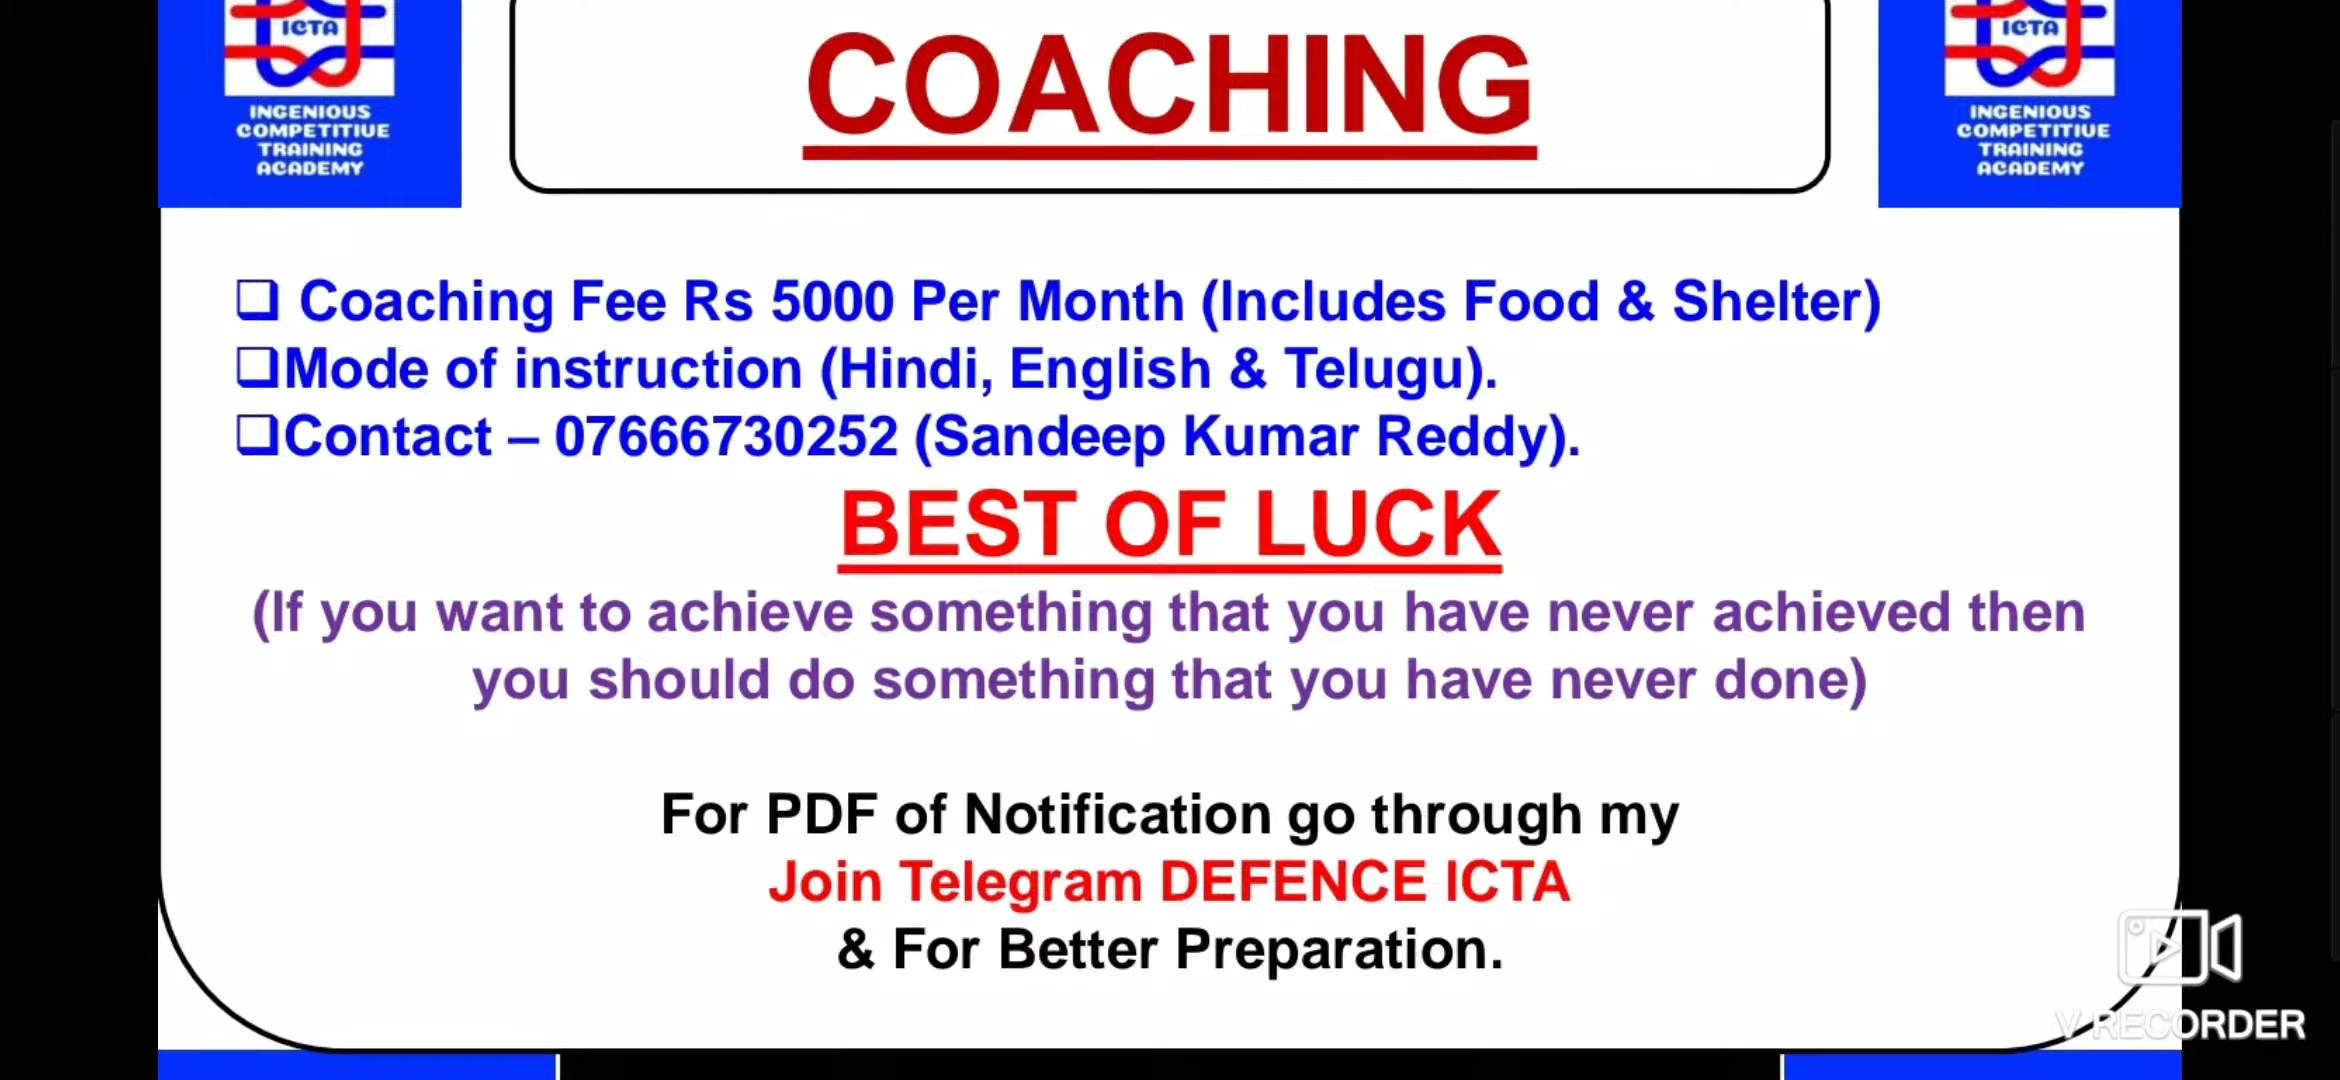 ICTA
INGENIOUS
COMPETITIUE
TRAINING
ACADEMY
COACHING
ICTA
INGENIOUS
COMPETITIUE
TRAINING
ACADEMY
❑ Coaching Fee Rs 5000 Per Month (Includes Food & Shelter)
❑Mode of instruction (Hindi, English & Telugu).
❑Contact – 07666730252 (Sandeep Kumar Reddy).
BEST OF LUCK
(If you want to achieve something that you have never achieved then
you should do something that you have never done)
For PDF of Notification go through my
Join Telegram DEFENCE ICTA
& For Better Preparation.
V RECORDER